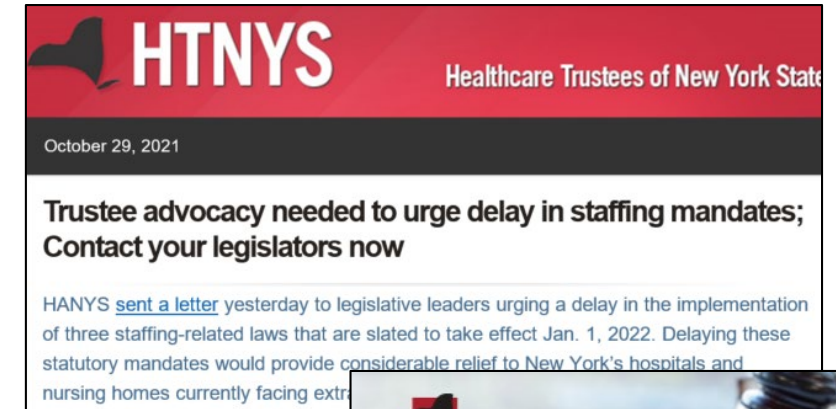 HTNYS
Healthcare Trustees of New York State
October 29, 2021
Trustee advocacy needed to urge delay in staffing mandates;
Contact your legislators now
HANYS sent a letter yesterday to legislative leaders urging a delay in the implementation
of three staffing-related laws that are slated to take effect Jan. 1, 2022. Delaying these
statutory mandates would provide considerable relief to New York's hospitals and
nursing homes currently facing